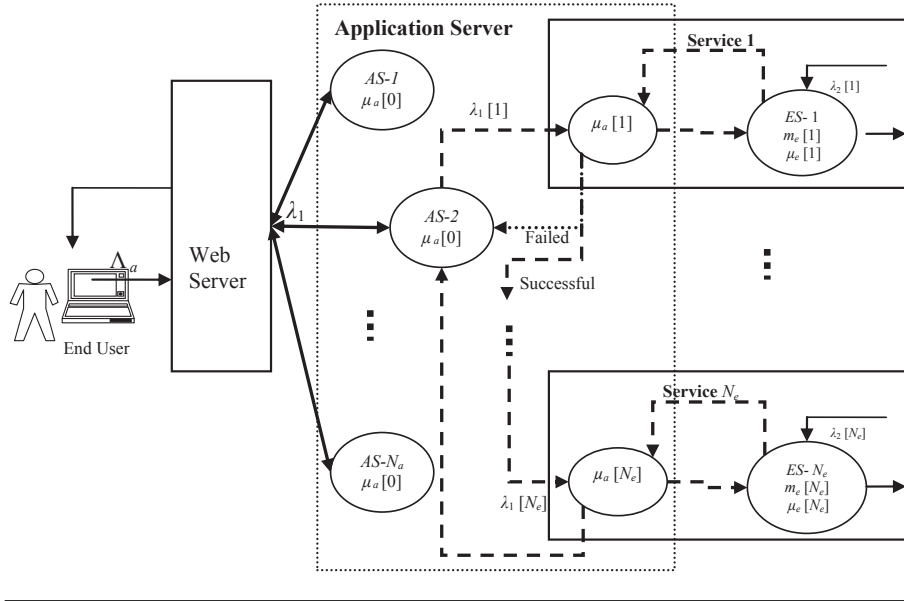 Application Server
AS-1
μa[0]
Service 1
λ2 [1]
λ1 [1]
μa [1]
ES- 1
me [1]
μe [1]
λ1
AS-2
μa[0]
Failed
Web
Server
Λa
Successful
End User
AS-Na
μa[0]
Service Ne
λ2 [Ne]
μa [Ne]
λ1 [Ne]
ES- Ne
me [Ne]
μe [Ne]